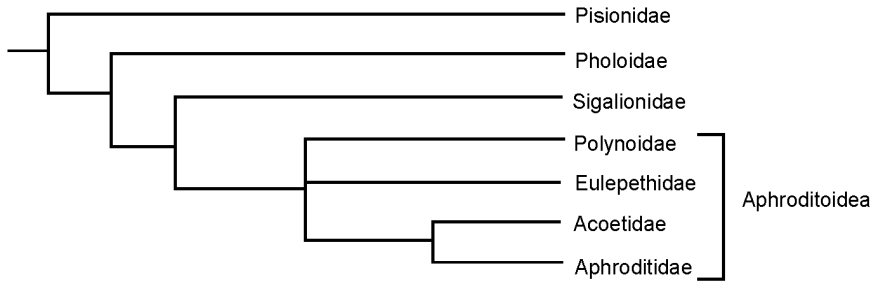 Pisionidae
Pholoidae
Sigalionidae
Polynoidae
Eulepethidae
Aphroditoidea
Acoetidae
Aphroditidae